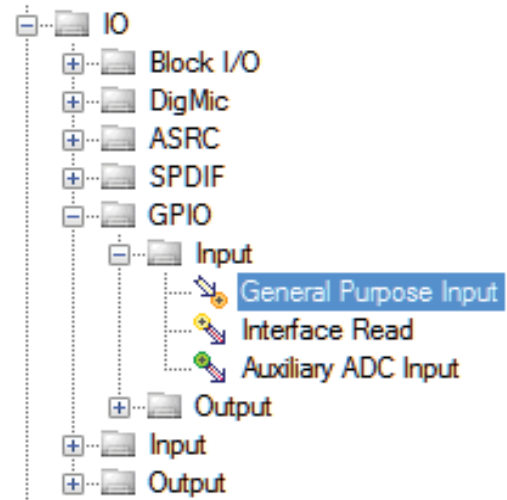 IO
Block I/O
DigMic
ASRC
SPDIF
GPIO
Input
General Purpose Input
Interface Read
Auxiliary ADC Input
Output
Input
Output